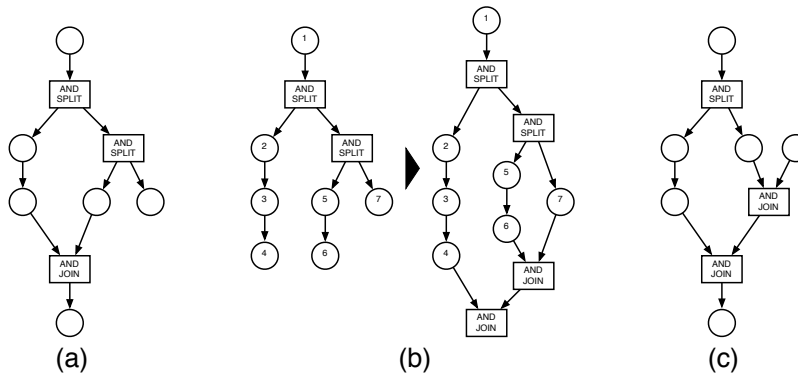 AND
SPLIT
AND
SPLIT
AND
JOIN
(a)
1
AND
SPLIT
2
AND
SPLIT
3
5
7
4
6
1
AND
SPLIT
AND
SPLIT
2
5
3
7
6
4
AND
JOIN
AND
JOIN
(b)
AND
SPLIT
AND
JOIN
AND
JOIN
(c)